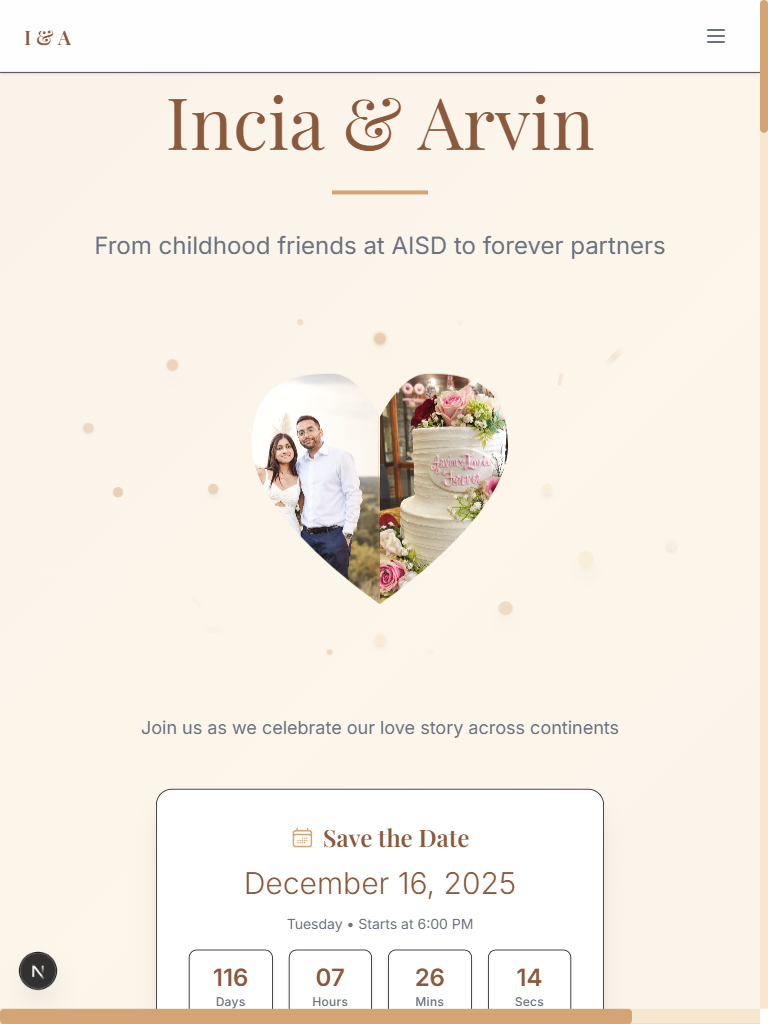 I & A
Incia & Arvin
From childhood friends at AISD to forever partners
Join us as we celebrate our love story across continents
Save the Date
December 16, 2025
Tuesday • Starts at 6:00 PM
116 07 26 14
Days Hours Mins Secs
N